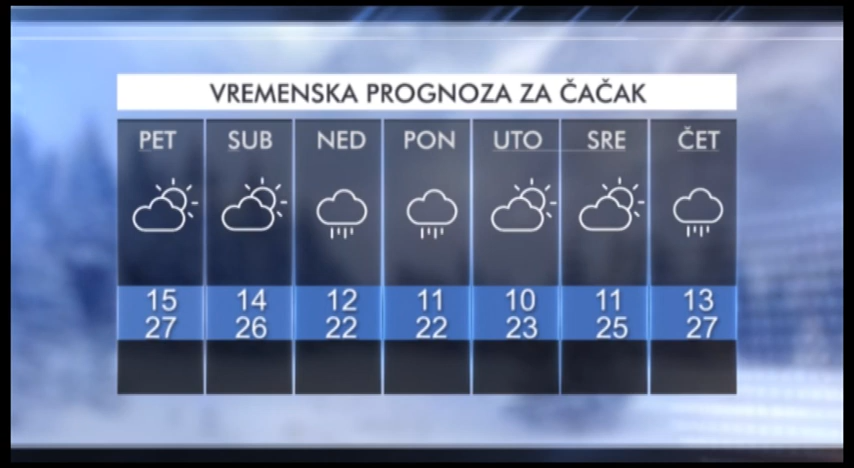 VREMENSKA PROGNOZA ZA ČAČAK
PET SUB NED PON UTO SRE ČET
15 14 12 11 10 11 13
27 26 22 22 23 25 27